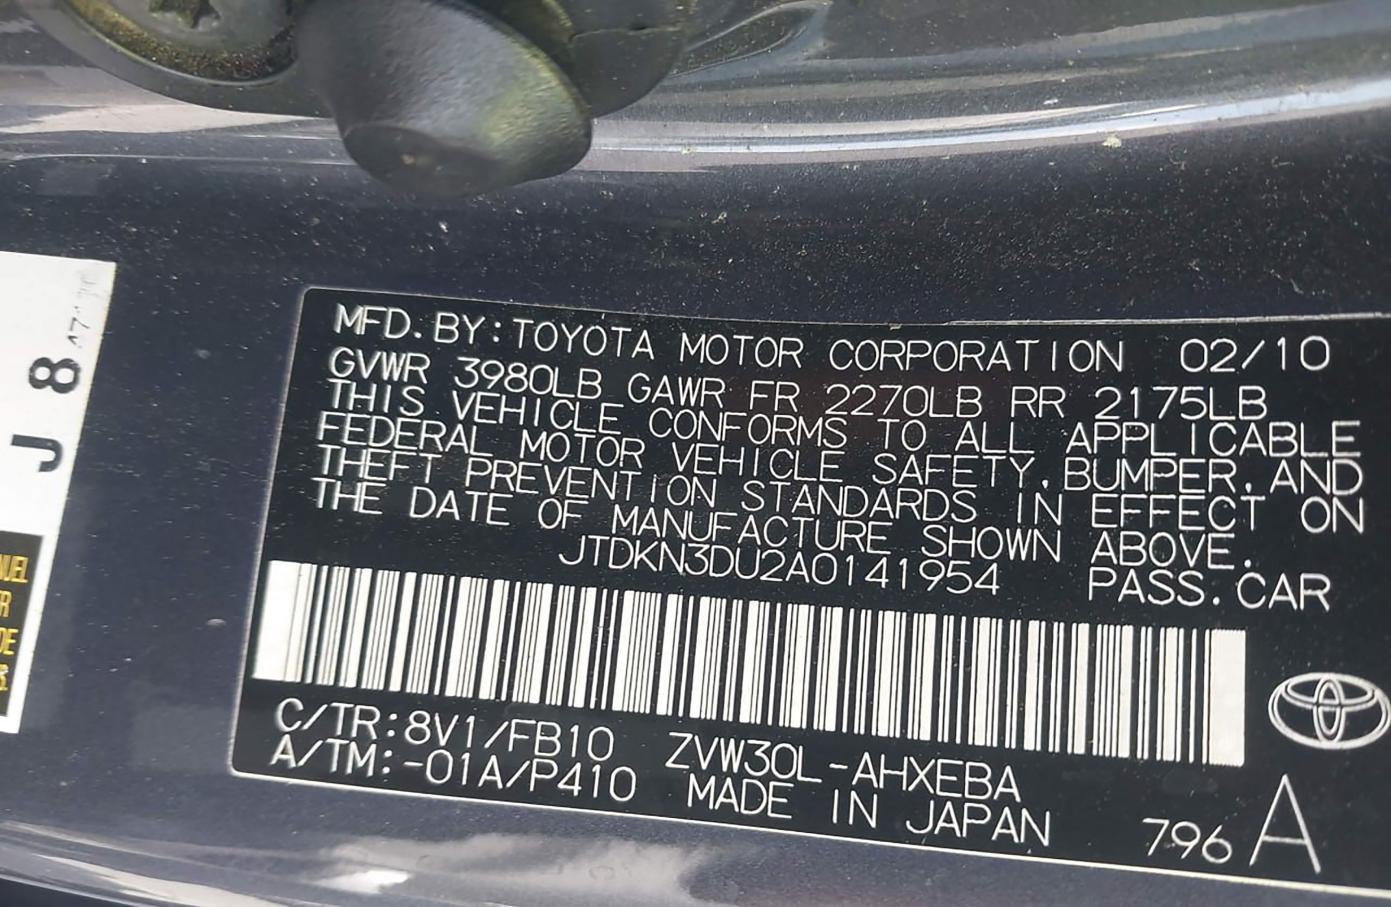 J 8
NUEL
DE
MFD. BY: TOYOTA MOTOR CORPORATION 02/10
GVWR 3980LB GAWR FR 2270LB RR 2175LB
THIS VEHICLE CONFORMS TO ALL APPLICABLE
FEDERAL MOTOR VEHICLE SAFETY, BUMPER, AND
THEFT PREVENTION STANDARDS IN EFFECT ON
THE DATE OF MANUFACTURE SHOWN ABOVE.
JTDKN3DU2A0141954 PASS. CAR
C/TR:8V1/FB10 ZVW30L-AHXEBA
A/TM:-01A/P410 MADE IN JAPAN
796 A